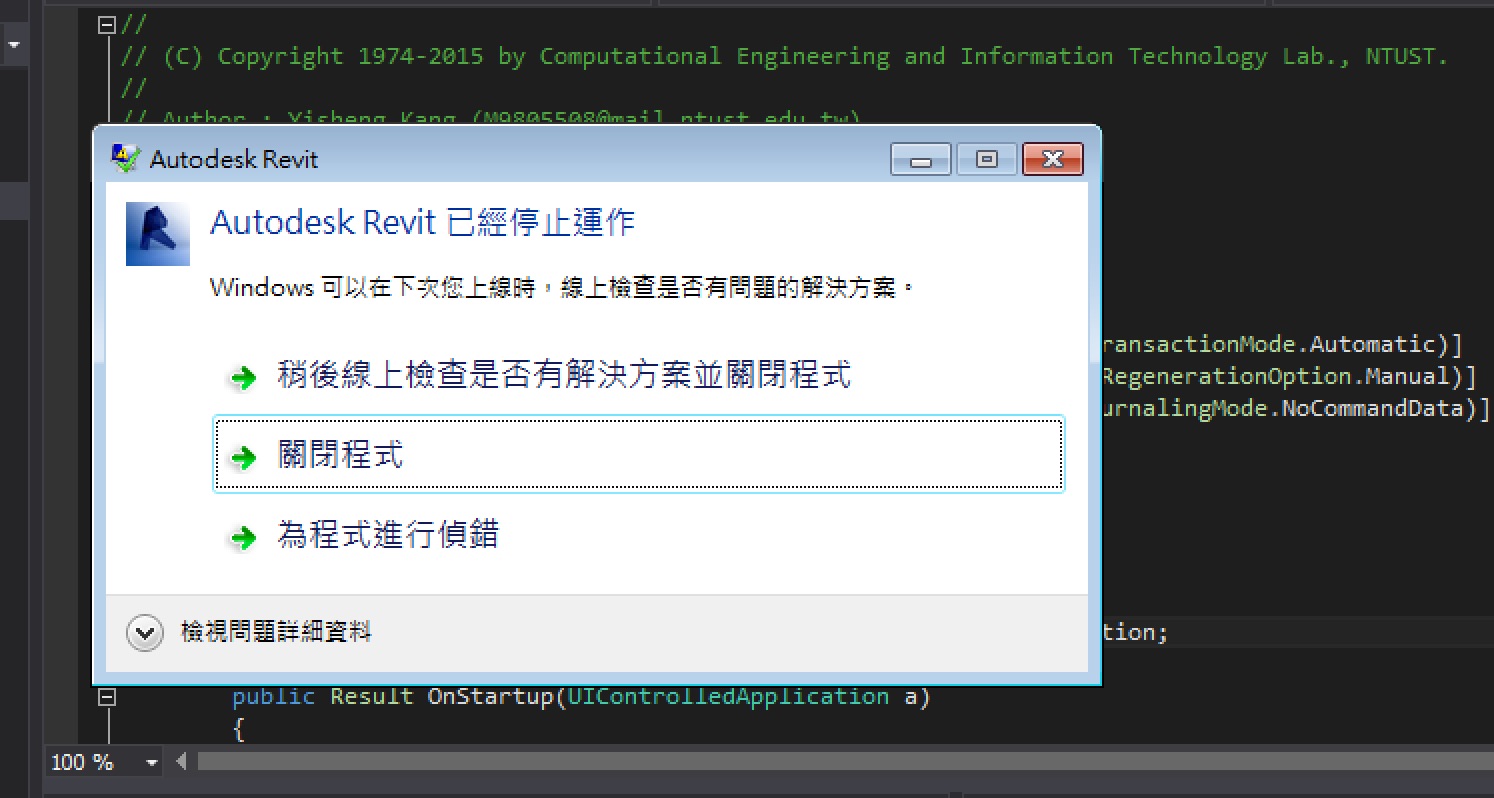 //
// (C) Copyright 1974-2015 by Computational Engineering and Information Technology Lab., NTUST.
//
// Author : Yisheng Kang (M9805508@mail.ntust.edu.tw)
Autodesk Revit
Autodesk Revit 已經停止運作
Windows 可以在下次您上線時，線上檢查是否有問題的解決方案。
ransactionMode.Automatic)]
稍後線上檢查是否有解決方案並關閉程式
RegenerationOption.Manual)]
urnalingMode.NoCommandData)]
關閉程式
為程式進行偵錯
檢視問題詳細資料
tion;
public Result OnStartup(UIControlledApplication a)
{
100 %